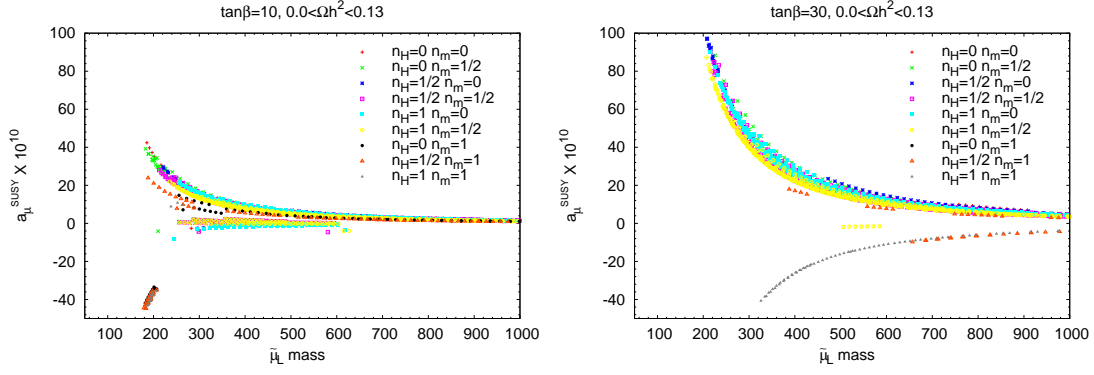 tanβ=10, 0.0<Ωh²<0.13
a_μ^SUSY X 10^10
100
80
60
40
20
0
-20
-40
n_H=0 n_m=0
n_H=0 n_m=1/2
n_H=1/2 n_m=0
n_H=1/2 n_m=1/2
n_H=1 n_m=0
n_H=1 n_m=1/2
n_H=0 n_m=1
n_H=1/2 n_m=1
n_H=1 n_m=1
100 200 300 400 500 600 700 800 900 1000
μ̃_L mass
tanβ=30, 0.0<Ωh²<0.13
a_μ^SUSY X 10^10
100
80
60
40
20
0
-20
-40
n_H=0 n_m=0
n_H=0 n_m=1/2
n_H=1/2 n_m=0
n_H=1/2 n_m=1/2
n_H=1 n_m=0
n_H=1 n_m=1/2
n_H=0 n_m=1
n_H=1/2 n_m=1
n_H=1 n_m=1
100 200 300 400 500 600 700 800 900 1000
μ̃_L mass